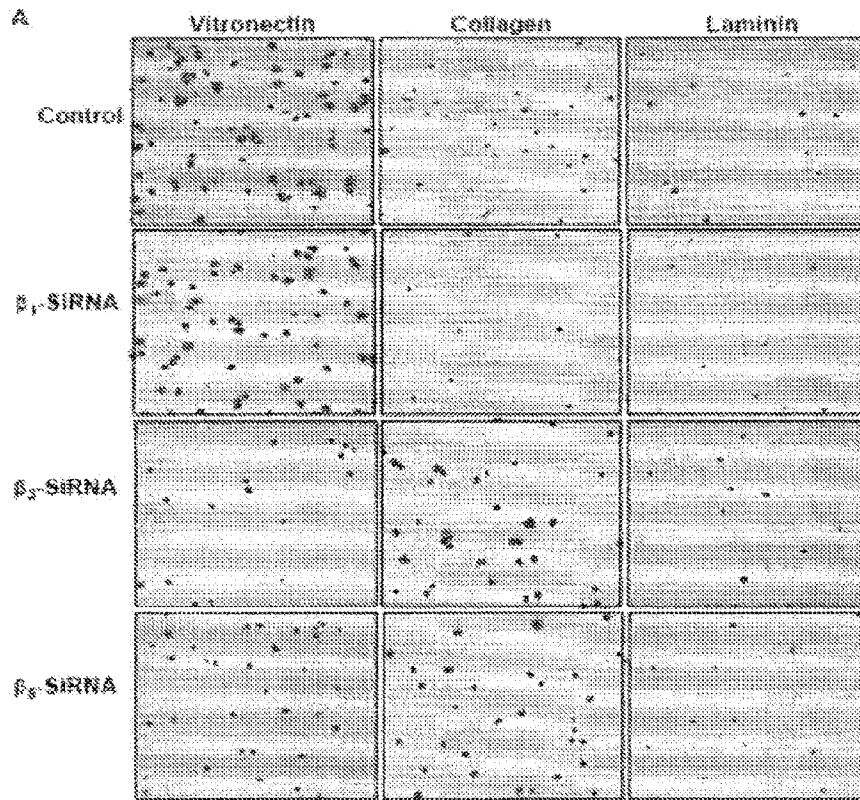 A
Vitronectin Collagen Laminin
Control
β₁-SiRNA
β₃-SiRNA
β₅-SiRNA